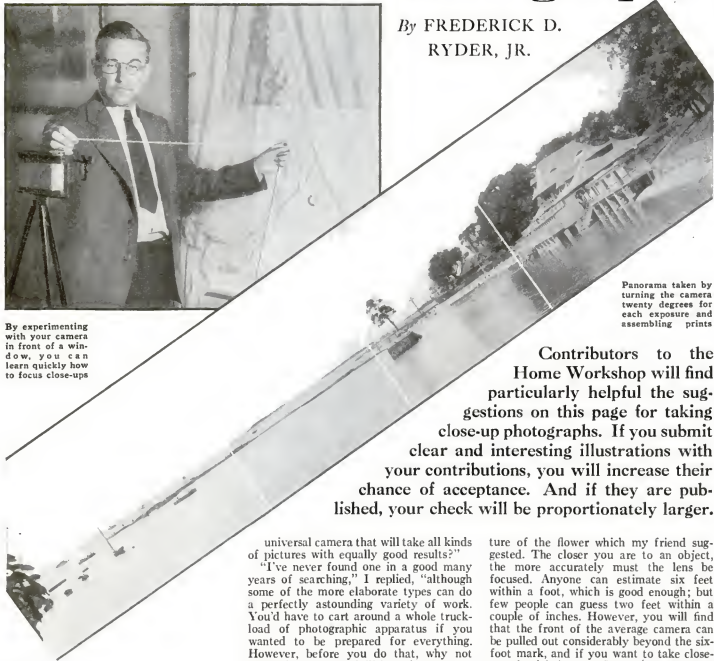 By FREDERICK D.
RYDER, JR.
By experimenting
with your camera
in front of a win-
dow, you can
learn quickly how
to focus close-ups
Panorama taken by
turning the camera
twenty degrees for
each exposure and
assembling prints
Contributors to the
Home Workshop will find
particularly helpful the sug-
gestions on this page for taking
close-up photographs. If you submit
clear and interesting illustrations with
your contributions, you will increase their
chance of acceptance. And if they are pub-
lished, your check will be proportionately larger.
universal camera that will take all kinds
of pictures with equally good results?"
"I've never found one in a good many
years of searching," I replied, "although
some of the more elaborate types can do
a perfectly astounding variety of work.
You'd have to cart around a whole truck-
load of photographic apparatus if you
wanted to be prepared for everything.
However, before you do that, why not
ture of the flower which my friend sug-
gested. The closer you are to an object,
the more accurately must the lens be
focused. Anyone can estimate six feet
within a foot, which is good enough; but
few people can guess two feet within a
couple of inches. However, you will find
that the front of the average camera can
be pulled out considerably beyond the six-
foot mark, and if you want to take close-